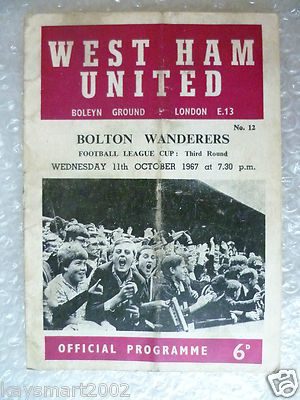 WEST HAM
UNITED
BOLEYN GROUND LONDON E.13
No. 12
BOLTON WANDERERS
FOOTBALL LEAGUE CUP: Third Round
WEDNESDAY 11th OCTOBER 1967 at 7.30 p.m.
OFFICIAL PROGRAMME 6D
kaysmart2002